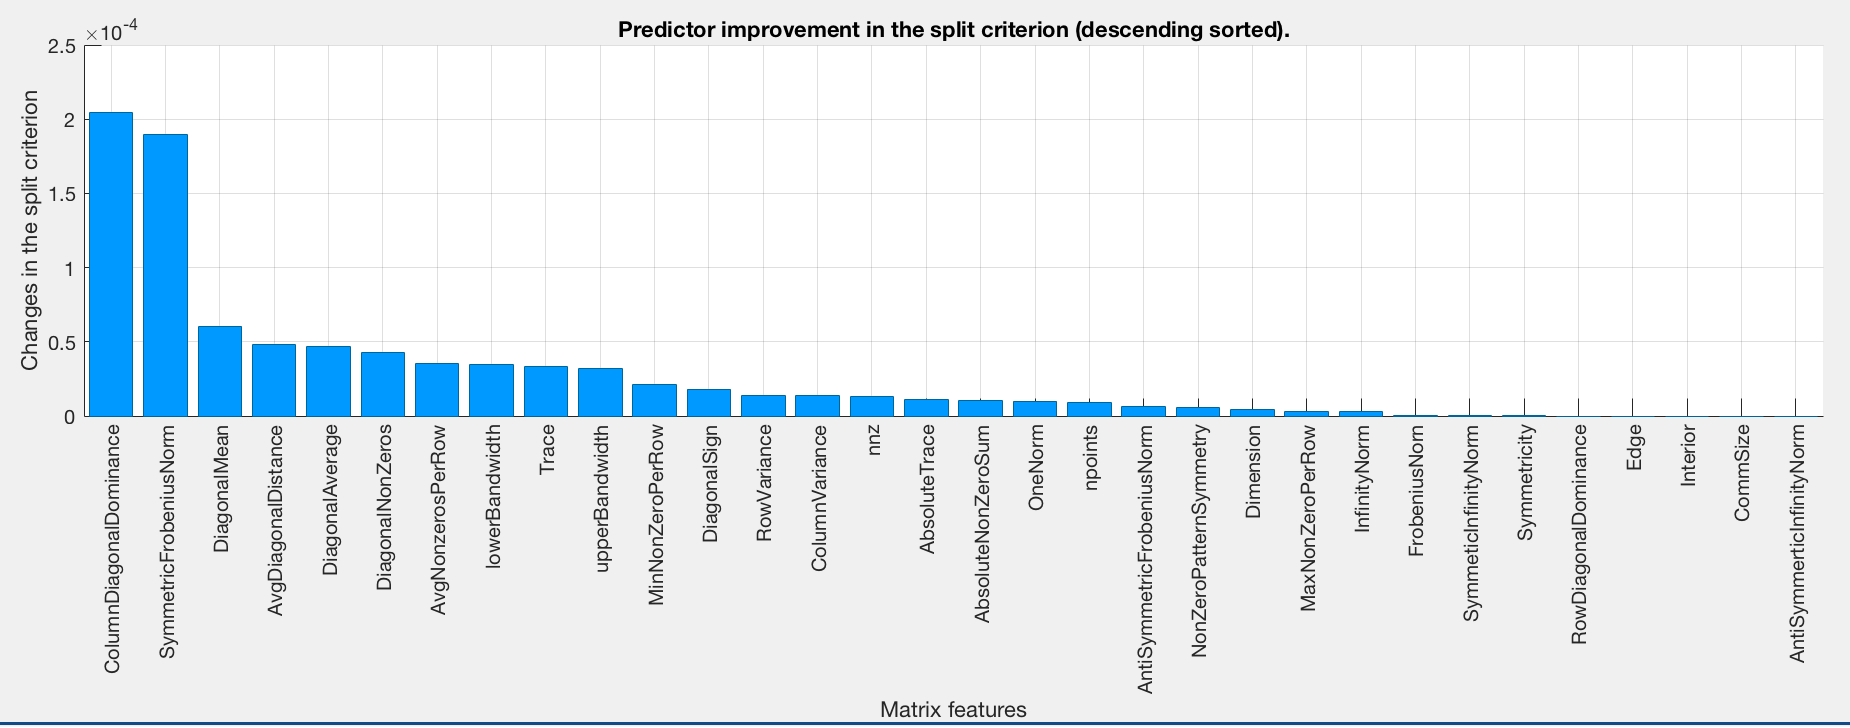 Predictor improvement in the split criterion (descending sorted).
×10-4
2.5
2
1.5
1
0.5
0
Changes in the split criterion
ColumnDiagonalDominance
SymmetricFrobeniusNorm
DiagonalMean
AvgDiagonalDistance
DiagonalAverage
DiagonalNonZeros
AvgNonzerosPerRow
lowerBandwidth
Trace
upperBandwidth
MinNonZeroPerRow
DiagonalSign
RowVariance
ColumnVariance
nnz
AbsoluteTrace
AbsoluteNonZeroSum
OneNorm
npoints
AntiSymmetricFrobeniusNorm
NonZeroPatternSymmetry
Dimension
MaxNonZeroPerRow
InfinityNorm
FrobeniusNom
SymmeticInfinityNorm
Symmetricity
RowDiagonalDominance
Edge
Interior
CommSize
AntiSymmerticInfinityNorm
Matrix features